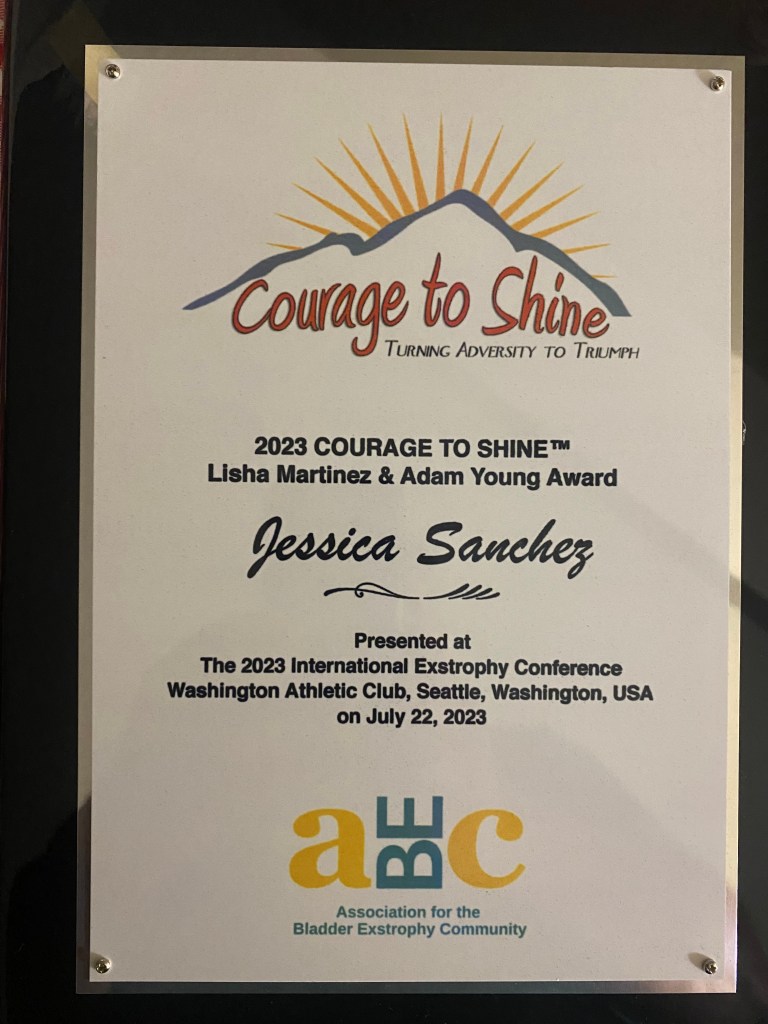 Courage to Shine
TURNING ADVERSITY TO TRIUMPH
2023 COURAGE TO SHINE™
Lisha Martinez & Adam Young Award
Jessica Sanchez
Presented at
The 2023 International Exstrophy Conference
Washington Athletic Club, Seattle, Washington, USA
on July 22, 2023
aBEc
Association for the
Bladder Exstrophy Community